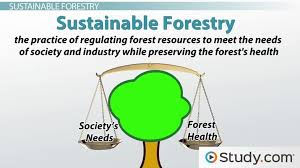 SUSTAINABLE FORESTRY
Sustainable Forestry
the practice of regulating forest resources to meet the needs
of society and industry while preserving the forest's health
Society's
Needs
Forest
Health
Study.com